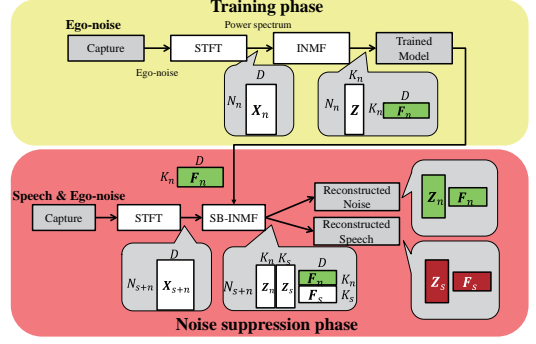 Training phase
Ego-noise
Power spectrum
Capture
STFT
INMF
Trained
Model
Ego-noise
D
N_n
X_n
K_n
N_n
Z
K_n
D
F_n
D
K_n
F_n
Speech & Ego-noise
Capture
STFT
SB-INMF
Reconstructed
Noise
Reconstructed
Speech
Z_n
F_n
D
N_{s+n}
X_{s+n}
K_n K_s
N_{s+n}
Z_n
Z_s
D
F_n
K_n
F_s
K_s
Z_s
F_s
Noise suppression phase